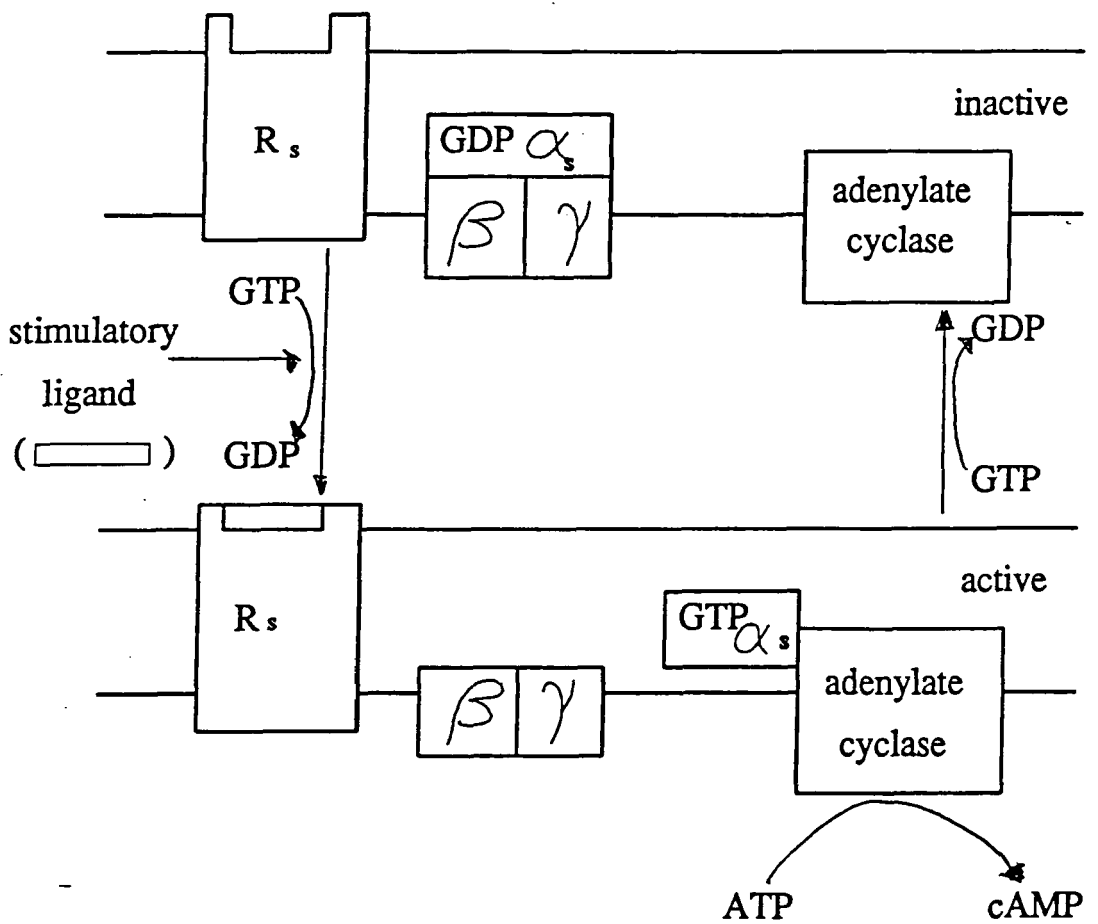 inactive
R s
GDP αs
β γ
adenylate
cyclase
GTP
stimulatory
ligand
( )
GDP
GDP
GTP
active
R s
GTP αs
β γ
adenylate
cyclase
ATP cAMP